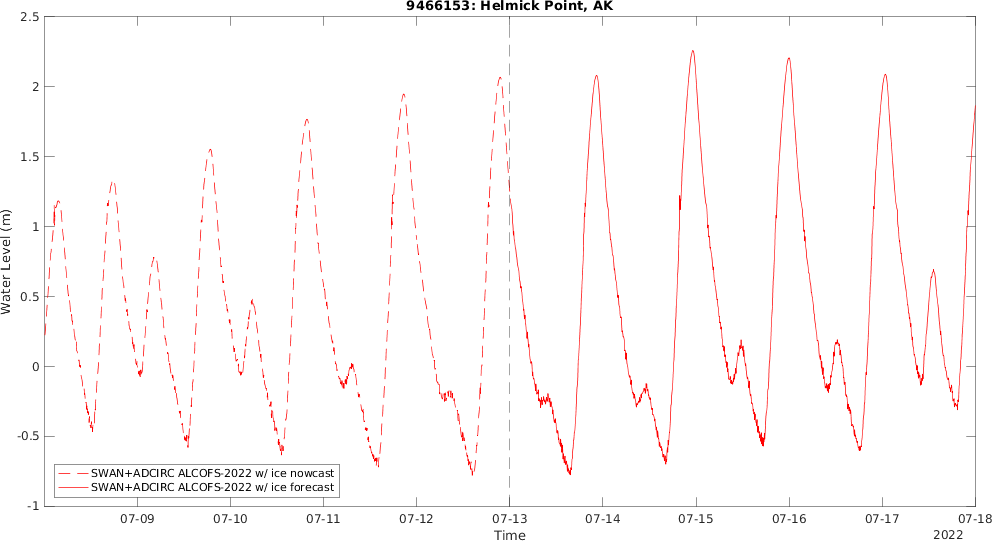 9466153: Helmick Point, AK
2.5
2
1.5
1
0.5
0
-0.5
-1
Water Level (m)
SWAN+ADCIRC ALCOFS-2022 w/ ice nowcast
SWAN+ADCIRC ALCOFS-2022 w/ ice forecast
07-09 07-10 07-11 07-12 07-13 07-14 07-15 07-16 07-17 07-18
Time
2022